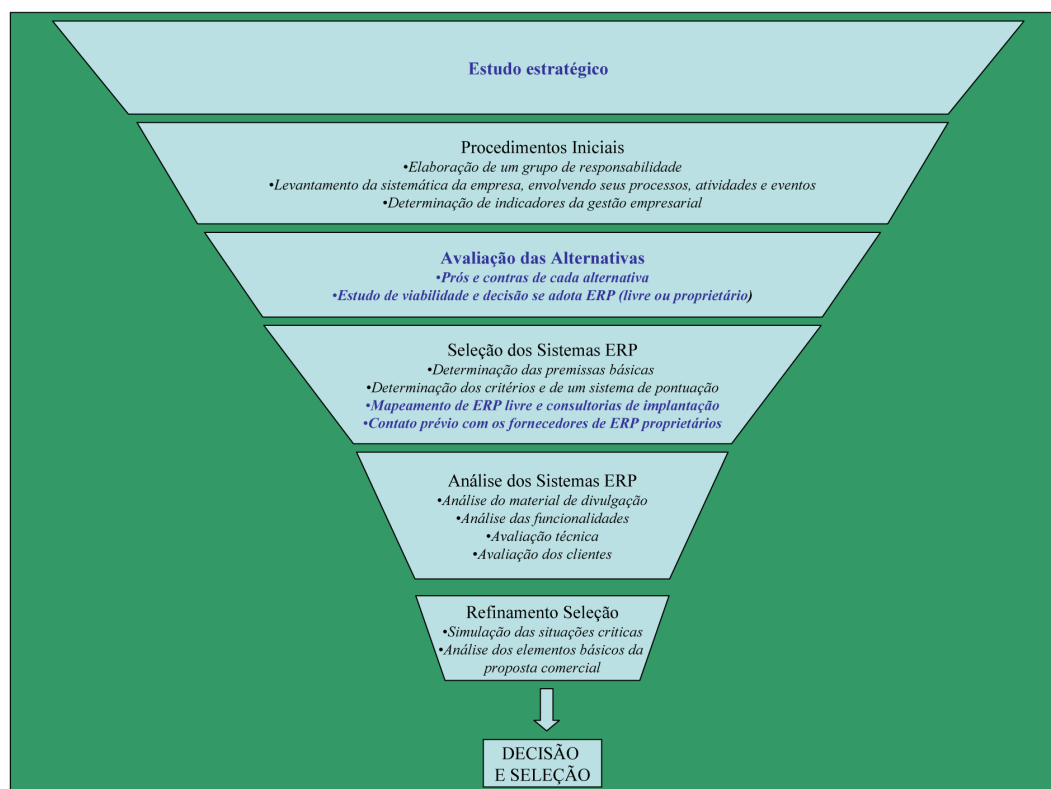 Estudo estratégico
Procedimentos Iniciais
•Elaboração de um grupo de responsabilidade
•Levantamento da sistemática da empresa, envolvendo seus processos, atividades e eventos
•Determinação de indicadores da gestão empresarial
Avaliação das Alternativas
•Prós e contras de cada alternativa
•Estudo de viabilidade e decisão se adota ERP (livre ou proprietário)
Seleção dos Sistemas ERP
•Determinação das premissas básicas
•Determinação dos critérios e de um sistema de pontuação
•Mapeamento de ERP livre e consultorias de implantação
•Contato prévio com os fornecedores de ERP proprietários
Análise dos Sistemas ERP
•Análise do material de divulgação
•Análise das funcionalidades
•Avaliação técnica
•Avaliação dos clientes
Refinamento Seleção
•Simulação das situações criticas
•Análise dos elementos básicos da
proposta comercial
DECISÃO
E SELEÇÃO